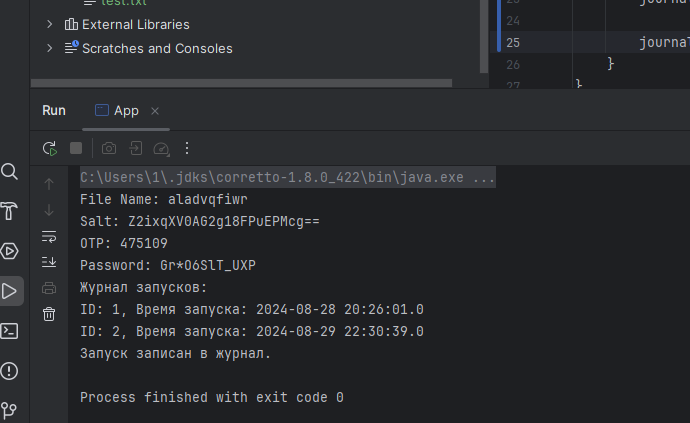 test.txt
External Libraries
Scratches and Consoles
journal
24
25 journal
26 }
27 }
Run App
C:\Users\1\.jdks\corretto-1.8.0_422\bin\java.exe ...
File Name: aladvqfiwr
Salt: Z2ixqXV0AG2g18FPuEPMcg==
OTP: 475109
Password: Gr*O6SlT_UXP
Журнал запусков:
ID: 1, Время запуска: 2024-08-28 20:26:01.0
ID: 2, Время запуска: 2024-08-29 22:30:39.0
Запуск записан в журнал.
Process finished with exit code 0